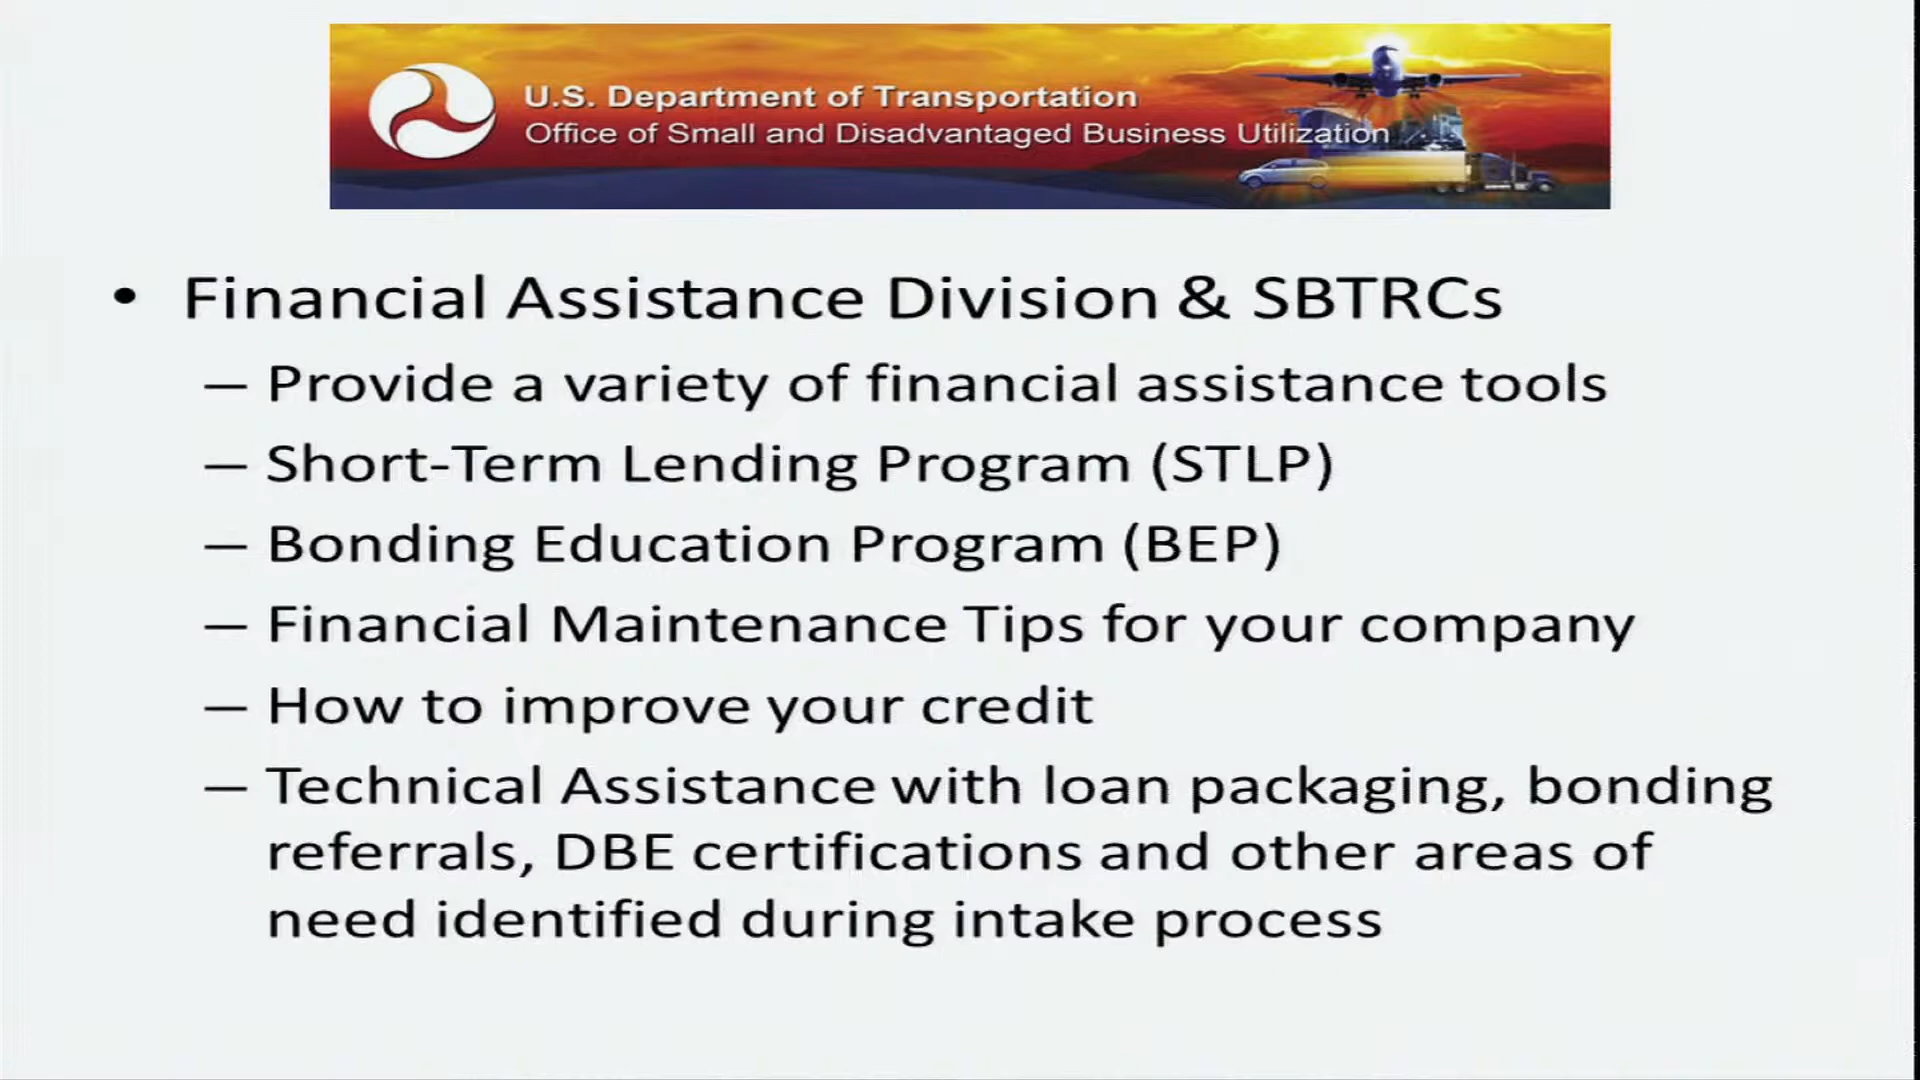 U.S. Department of Transportation
Office of Small and Disadvantaged Business Utilization
• Financial Assistance Division & SBTRCs
– Provide a variety of financial assistance tools
– Short-Term Lending Program (STLP)
– Bonding Education Program (BEP)
– Financial Maintenance Tips for your company
– How to improve your credit
– Technical Assistance with loan packaging, bonding
referrals, DBE certifications and other areas of
need identified during intake process